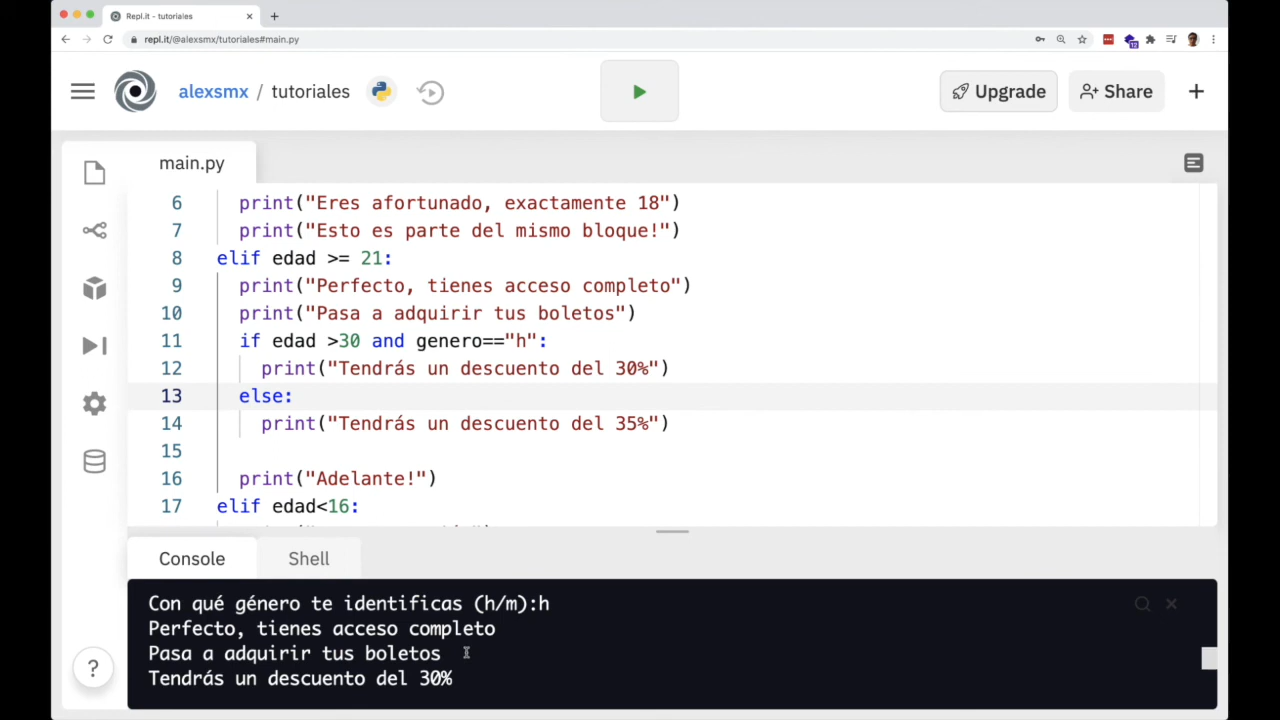 Repl.it - tutoriales
repl.it/@alexsmx/tutoriales#main.py
12
alexsmx / tutoriales
Upgrade
Share
main.py
6 print("Eres afortunado, exactamente 18")
7 print("Esto es parte del mismo bloque!")
8 elif edad >= 21:
9 print("Perfecto, tienes acceso completo")
10 print("Pasa a adquirir tus boletos")
11 if edad >30 and genero=="h":
12 print("Tendrás un descuento del 30%")
13 else:
14 print("Tendrás un descuento del 35%")
15
16 print("Adelante!")
17 elif edad<16:
Console
Shell
Con qué género te identificas (h/m):h
Perfecto, tienes acceso completo
Pasa a adquirir tus boletos
Tendrás un descuento del 30%
?